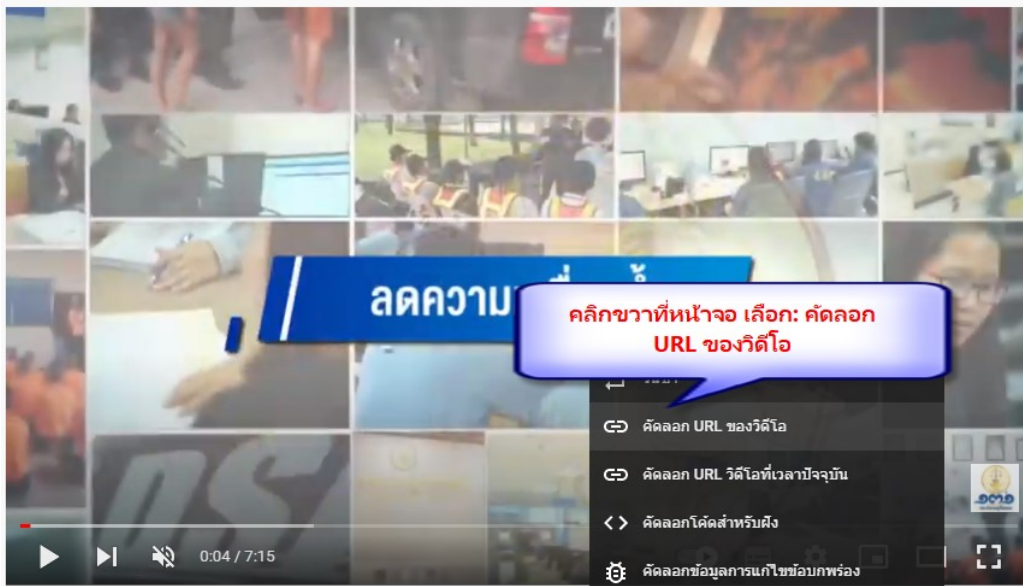 ลดความ
คลิกขวาที่หน้าจอ เลือก: คัดลอก
URL ของวิดีโอ
คัดลอก URL ของวิดีโอ
คัดลอก URL วิดีโอที่เวลาปัจจุบัน
คัดลอกโค้ดสำหรับฝัง
คัดลอกข้อมูลการแก้ไขข้อบกพร่อง
0:04 / 7:15
DSI